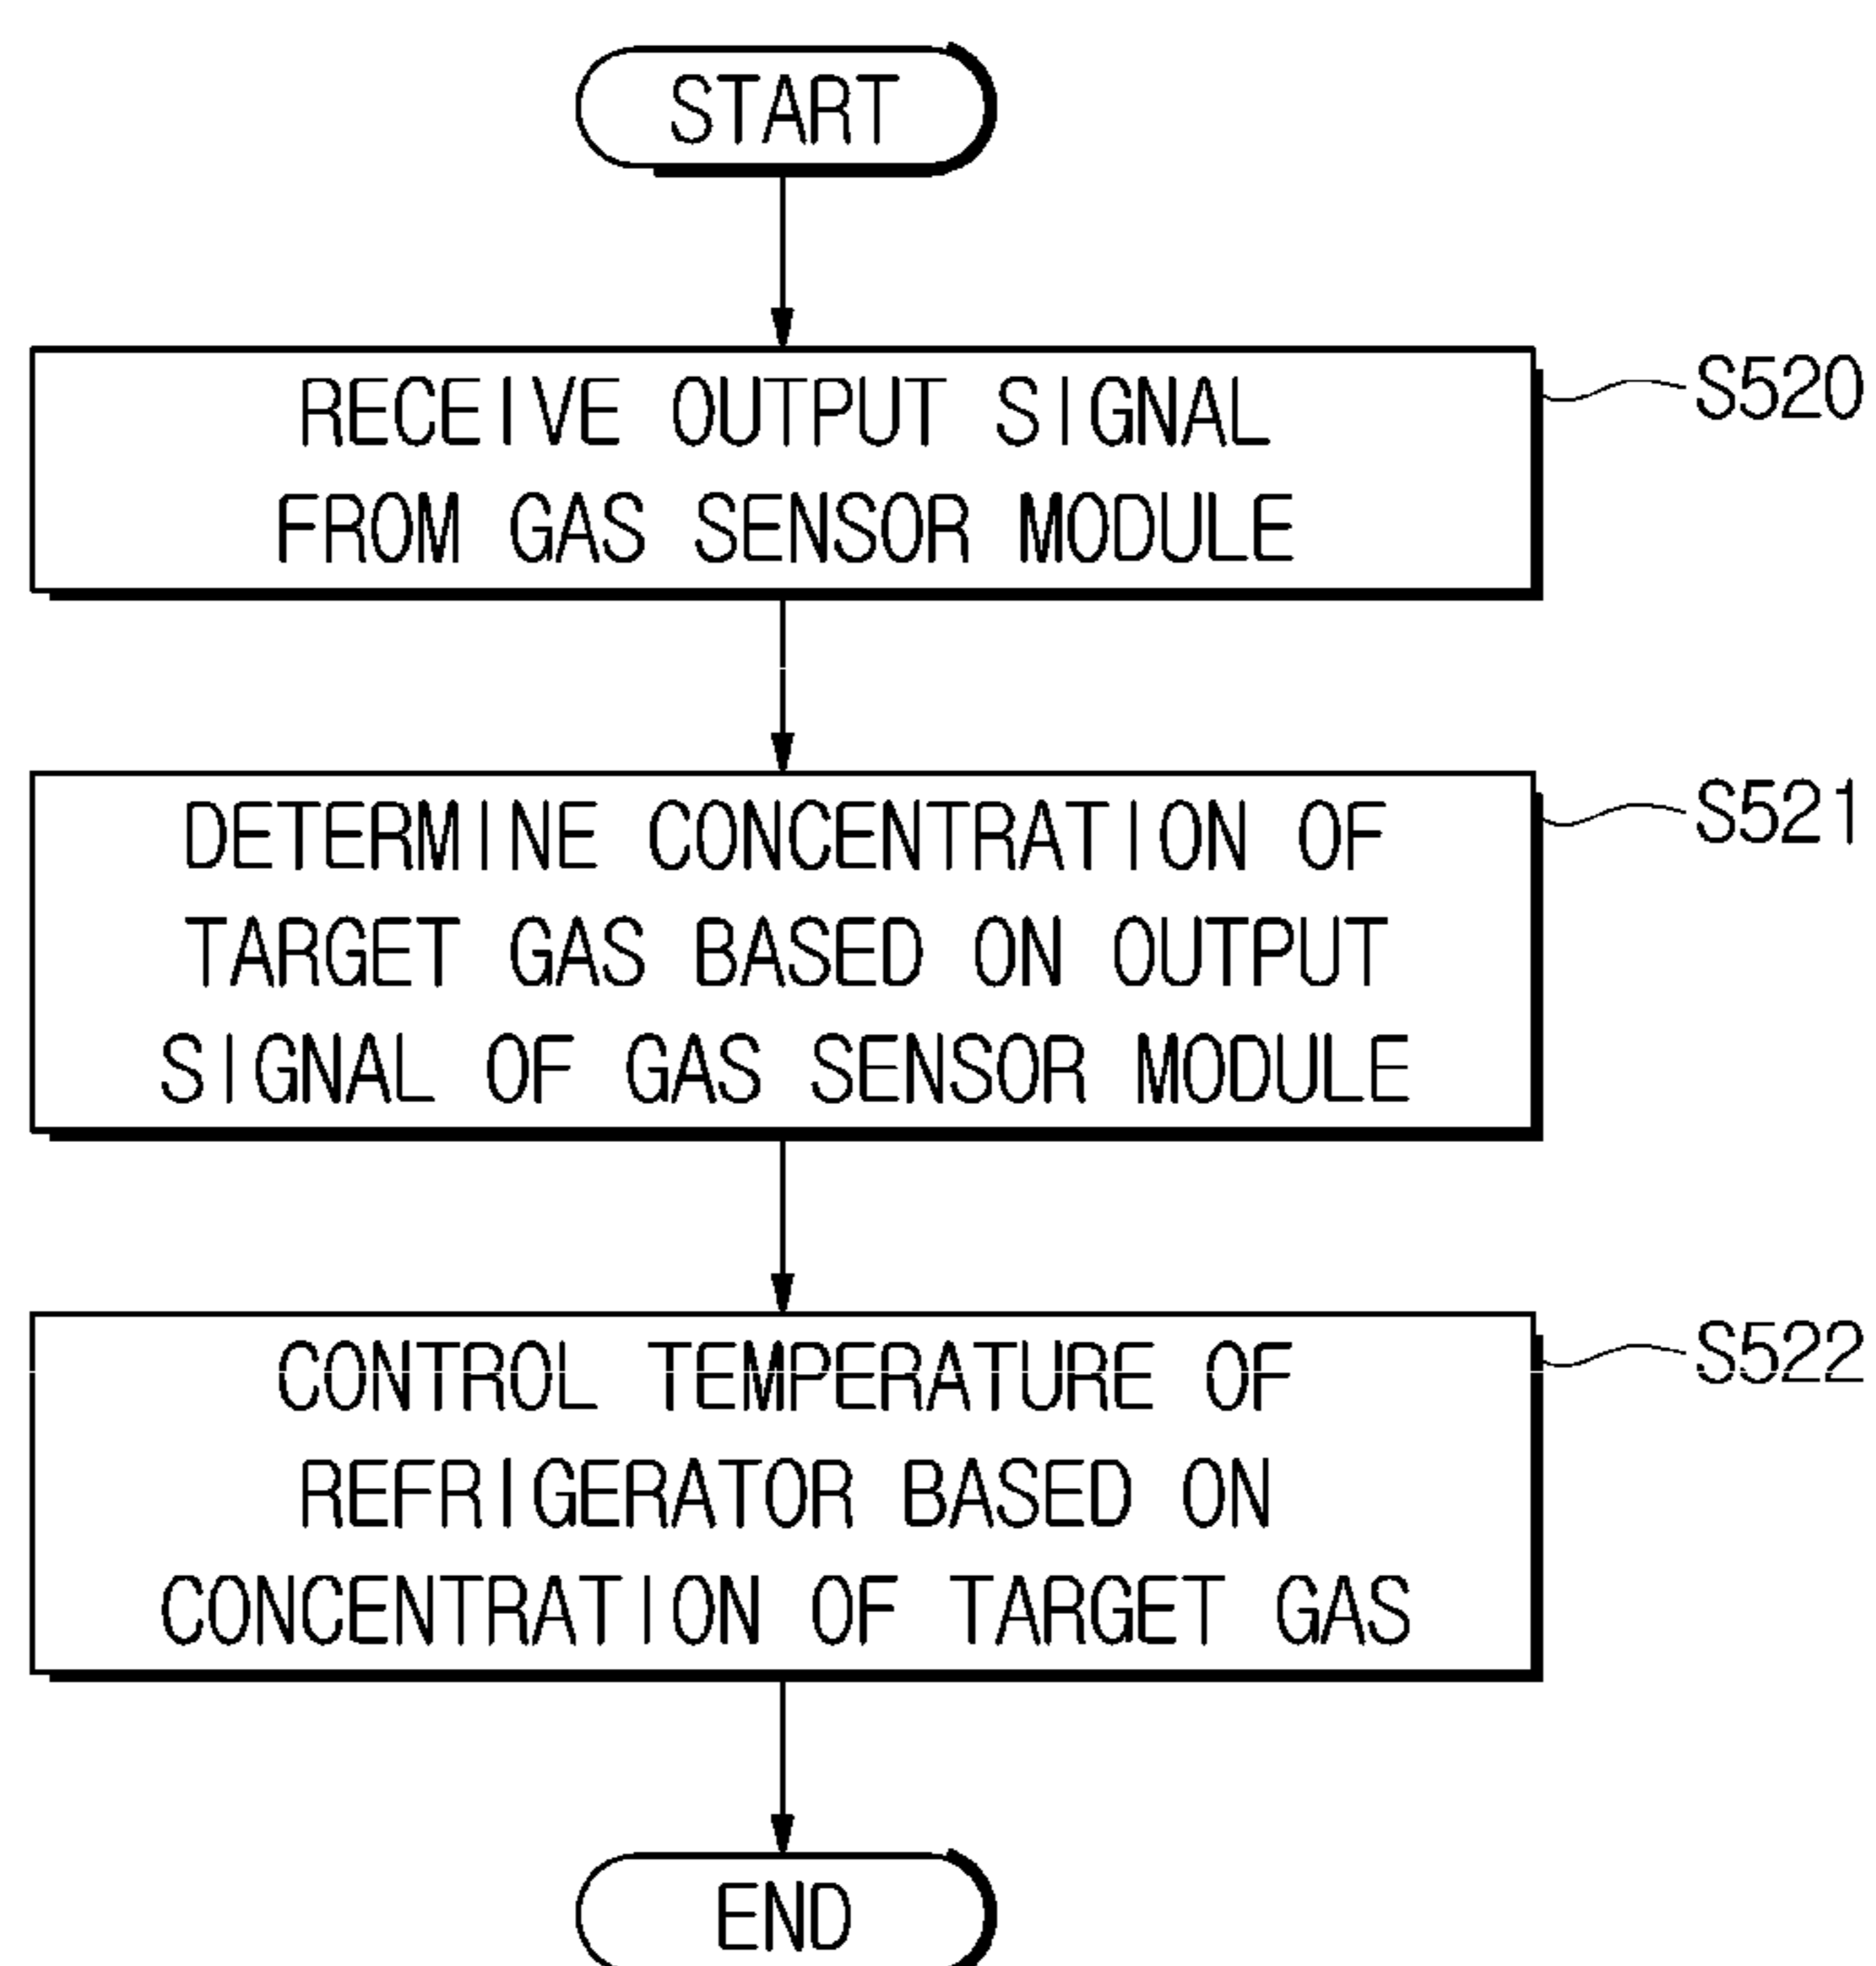 START
RECEIVE OUTPUT SIGNAL
FROM GAS SENSOR MODULE
S520
DETERMINE CONCENTRATION OF
TARGET GAS BASED ON OUTPUT
SIGNAL OF GAS SENSOR MODULE
S521
CONTROL TEMPERATURE OF
REFRIGERATOR BASED ON
CONCENTRATION OF TARGET GAS
S522
END